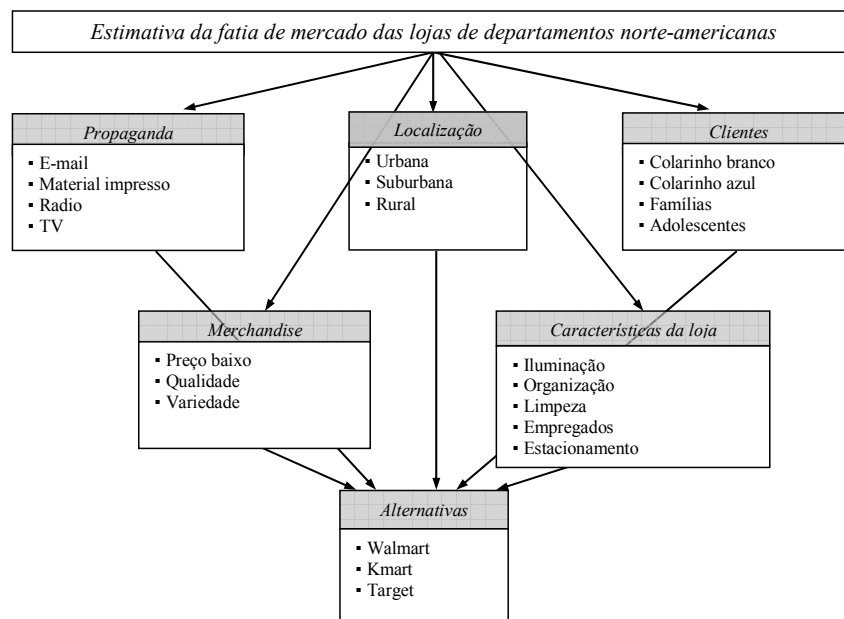 Estimativa da fatia de mercado das lojas de departamentos norte-americanas
Propaganda
▪ E-mail
▪ Material impresso
▪ Radio
▪ TV
Localização
▪ Urbana
▪ Suburbana
▪ Rural
Clientes
▪ Colarinho branco
▪ Colarinho azul
▪ Famílias
▪ Adolescentes
Merchandise
▪ Preço baixo
▪ Qualidade
▪ Variedade
Características da loja
▪ Iluminação
▪ Organização
▪ Limpeza
▪ Empregados
▪ Estacionamento
Alternativas
▪ Walmart
▪ Kmart
▪ Target